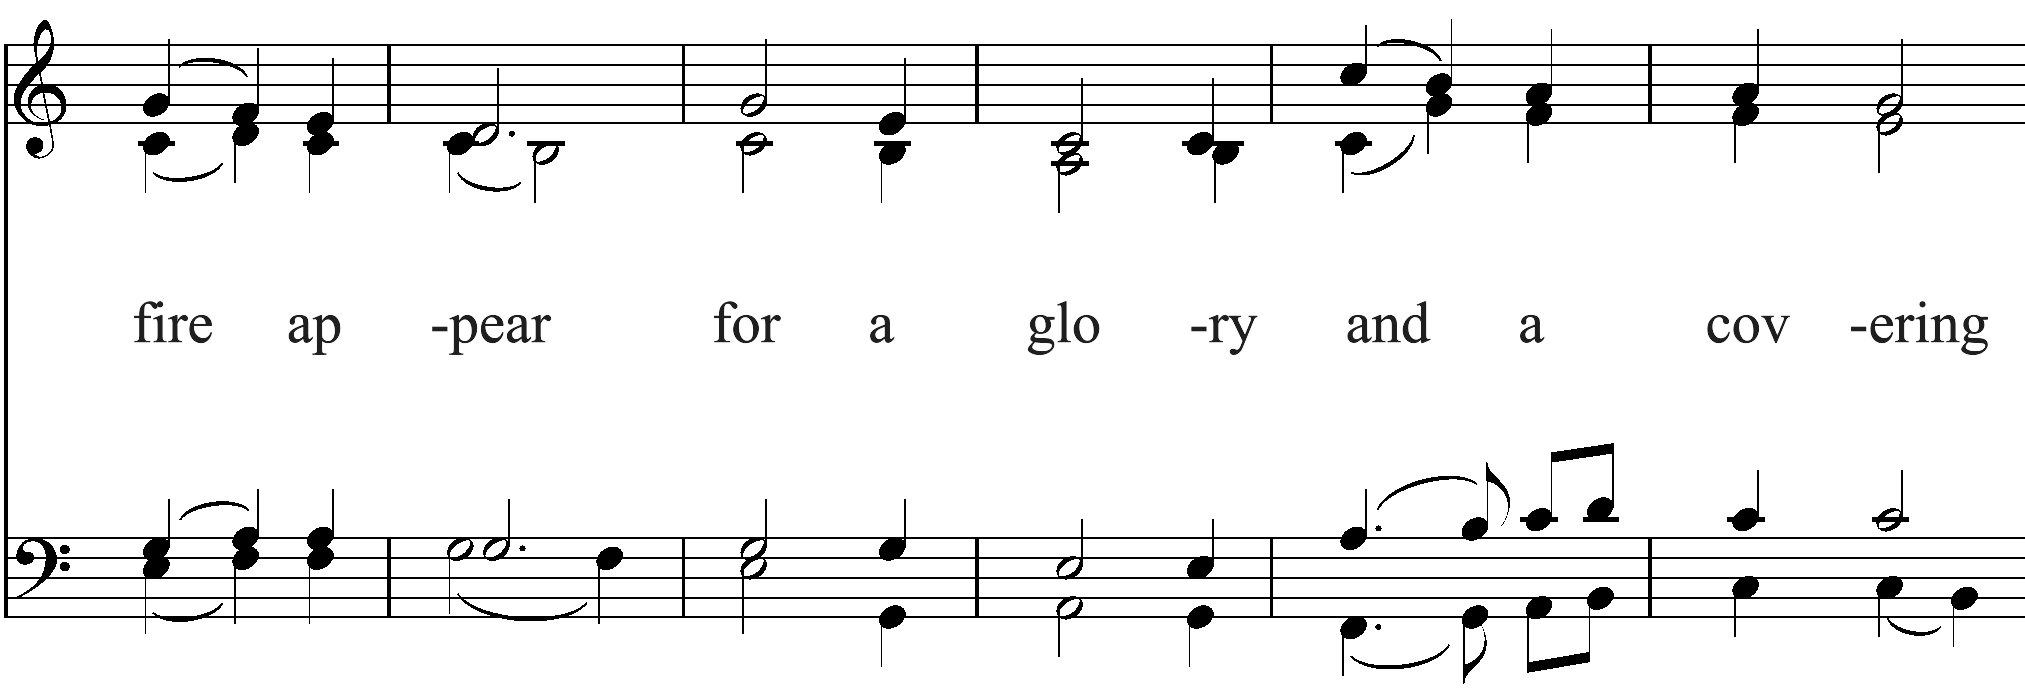 fire ap -pear for a glo -ry and a cov -ering